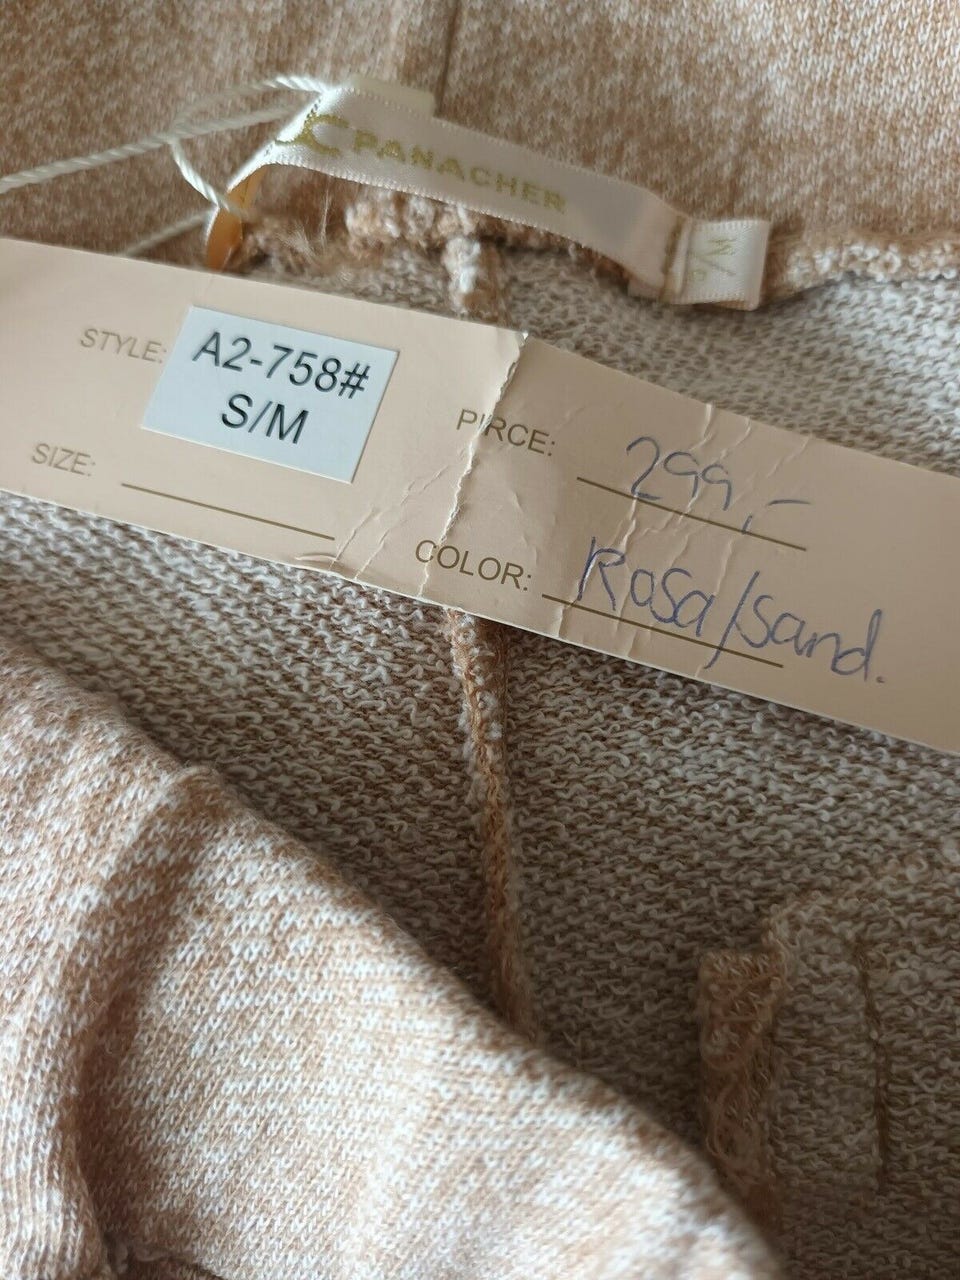 PANACHER
S/M
STYLE:
A2-758#
S/M
SIZE:
PIRCE:
299,-
COLOR:
Rosa/sand.